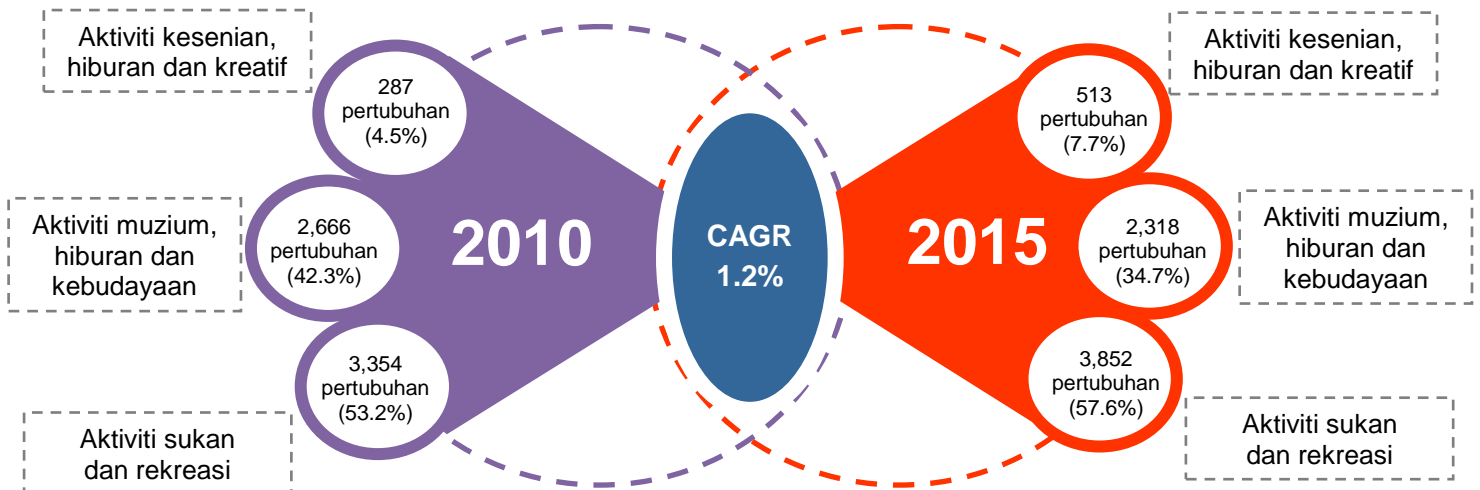 Aktiviti kesenian,
hiburan dan kreatif
287
pertubuhan
(4.5%)
Aktiviti muzium,
hiburan dan
kebudayaan
2,666
pertubuhan
(42.3%)
Aktiviti sukan
dan rekreasi
3,354
pertubuhan
(53.2%)
2010
CAGR
1.2%
2015
513
pertubuhan
(7.7%)
Aktiviti kesenian,
hiburan dan kreatif
2,318
pertubuhan
(34.7%)
Aktiviti muzium,
hiburan dan
kebudayaan
3,852
pertubuhan
(57.6%)
Aktiviti sukan
dan rekreasi